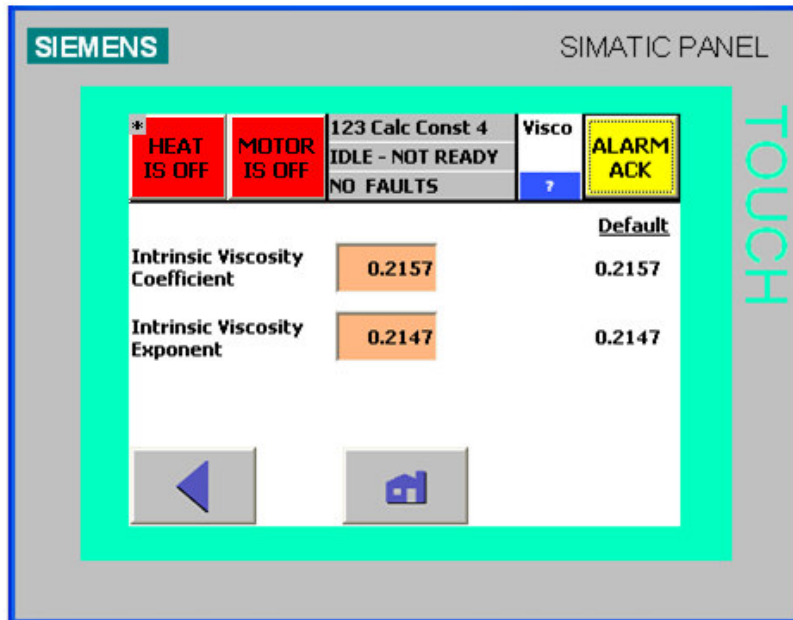 SIEMENS
SIMATIC PANEL
TOUCH
*
HEAT
IS OFF
MOTOR
IS OFF
123 Calc Const 4
IDLE - NOT READY
NO FAULTS
Visco
?
ALARM
ACK
Default
Intrinsic Viscosity
Coefficient
0.2157
0.2157
Intrinsic Viscosity
Exponent
0.2147
0.2147